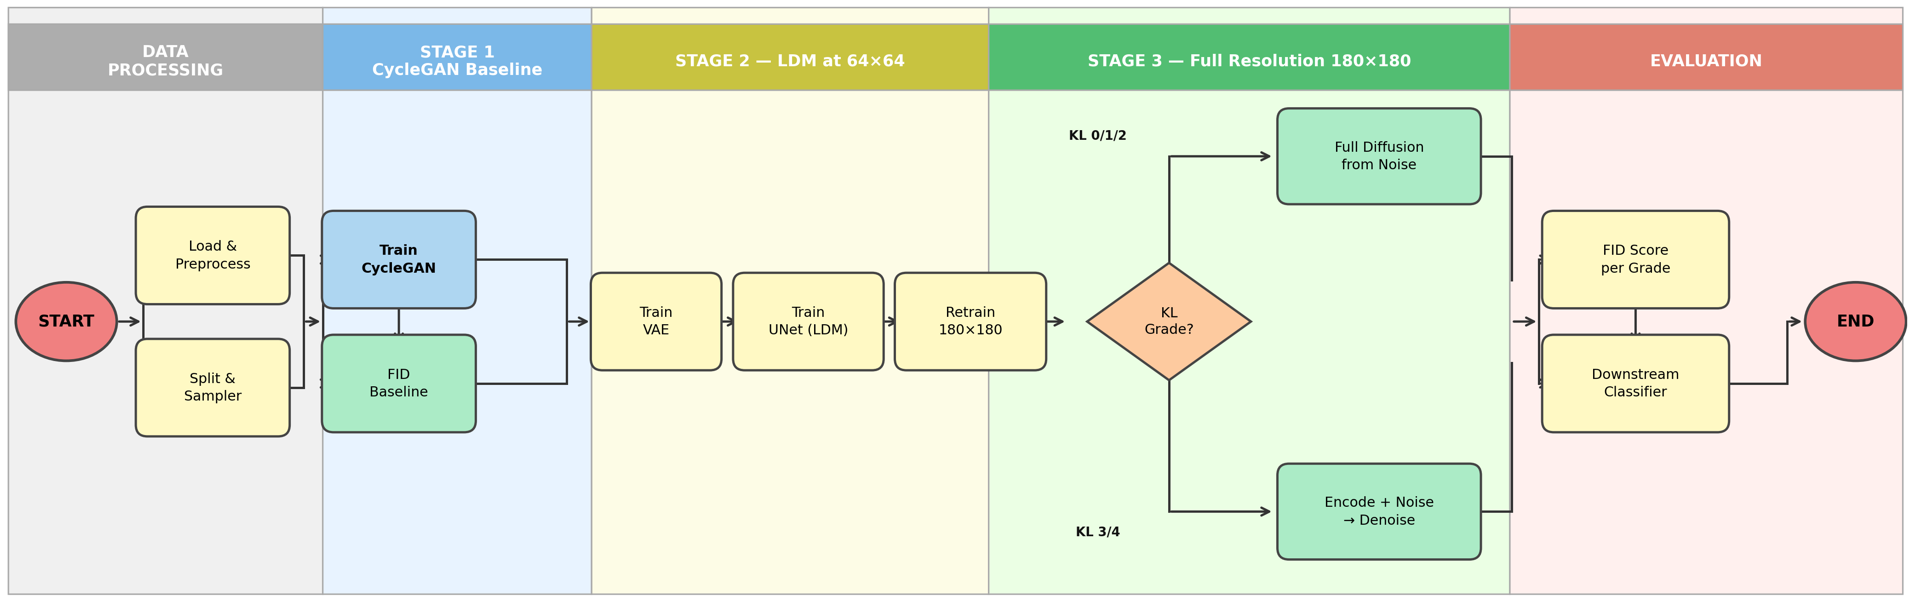 DATA
PROCESSING
STAGE 1
CycleGAN Baseline
STAGE 2 — LDM at 64×64
STAGE 3 — Full Resolution 180×180
EVALUATION
START
Load &
Preprocess
Split &
Sampler
Train
CycleGAN
FID
Baseline
Train
VAE
Train
UNet (LDM)
Retrain
180×180
KL
Grade?
KL 0/1/2
Full Diffusion
from Noise
KL 3/4
Encode + Noise
→ Denoise
FID Score
per Grade
Downstream
Classifier
END